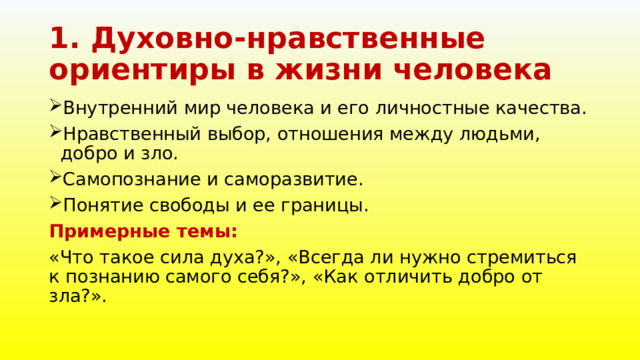 1. Духовно-нравственные
ориентиры в жизни человека
Внутренний мир человека и его личностные качества.
Нравственный выбор, отношения между людьми,
добро и зло.
Самопознание и саморазвитие.
Понятие свободы и ее границы.
Примерные темы:
«Что такое сила духа?», «Всегда ли нужно стремиться
к познанию самого себя?», «Как отличить добро от
зла?».